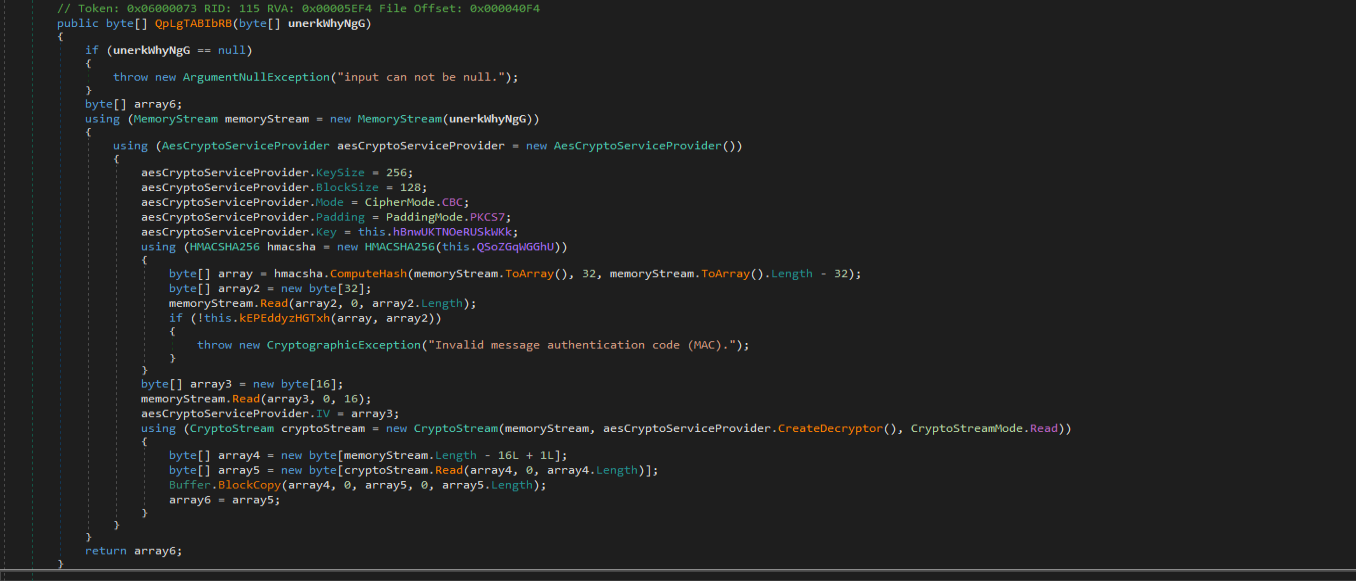 // Token: 0x06000073 RID: 115 RVA: 0x00005EF4 File Offset: 0x000040F4
public byte[] QpLgTABIbRB(byte[] unerkWhyNgG)
{
if (unerkWhyNgG == null)
{
throw new ArgumentNullException("input can not be null.");
}
byte[] array6;
using (MemoryStream memoryStream = new MemoryStream(unerkWhyNgG))
{
using (AesCryptoServiceProvider aesCryptoServiceProvider = new AesCryptoServiceProvider())
{
aesCryptoServiceProvider.KeySize = 256;
aesCryptoServiceProvider.BlockSize = 128;
aesCryptoServiceProvider.Mode = CipherMode.CBC;
aesCryptoServiceProvider.Padding = PaddingMode.PKCS7;
aesCryptoServiceProvider.Key = this.hBnwUKTNOeRUSkWKk;
using (HMACSHA256 hmacsha = new HMACSHA256(this.QSoZGqWGGhU))
{
byte[] array = hmacsha.ComputeHash(memoryStream.ToArray(), 32, memoryStream.ToArray().Length - 32);
byte[] array2 = new byte[32];
memoryStream.Read(array2, 0, array2.Length);
if (!this.kEPEddyzHGTxh(array, array2))
{
throw new CryptographicException("Invalid message authentication code (MAC).");
}
}
byte[] array3 = new byte[16];
memoryStream.Read(array3, 0, 16);
aesCryptoServiceProvider.IV = array3;
using (CryptoStream cryptoStream = new CryptoStream(memoryStream, aesCryptoServiceProvider.CreateDecryptor(), CryptoStreamMode.Read))
{
byte[] array4 = new byte[memoryStream.Length - 16L + 1L];
byte[] array5 = new byte[cryptoStream.Read(array4, 0, array4.Length)];
Buffer.BlockCopy(array4, 0, array5, 0, array5.Length);
array6 = array5;
}
}
}
return array6;
}